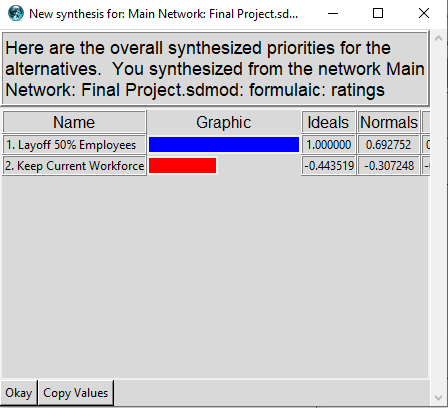 New synthesis for: Main Network: Final Project.sd...
Here are the overall synthesized priorities for the
alternatives. You synthesized from the network Main
Network: Final Project.sdmod: formulaic: ratings
Name Graphic Ideals Normals
1. Layoff 50% Employees 1.000000 0.692752
2. Keep Current Workforce -0.443519 -0.307248
Okay Copy Values